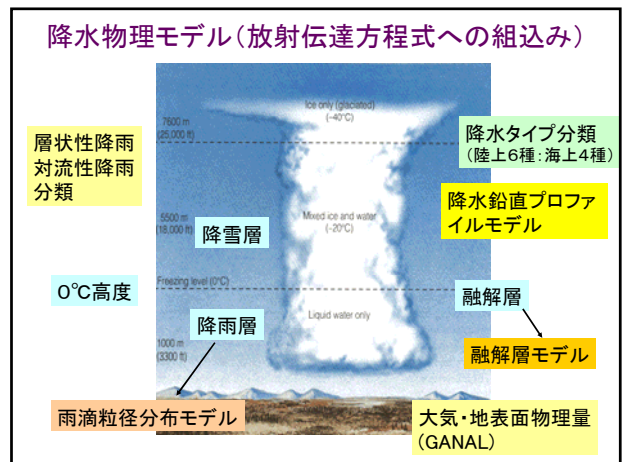 降水物理モデル（放射伝達方程式への組込み）
Ice only (glaciated)
(−40°C)
7600 m
(25,000 ft)
層状性降雨
対流性降雨
分類
降水タイプ分類
（陸上6種：海上4種）
降水鉛直プロファ
イルモデル
5500 m
(18,000 m)
Mixed ice and water
(−20°C)
降雪層
Freezing level (0°C)
0℃高度
融解層
Liquid water only
降雨層
1000 m
(3300 ft)
融解層モデル
雨滴粒径分布モデル
大気・地表面物理量
(GANAL)